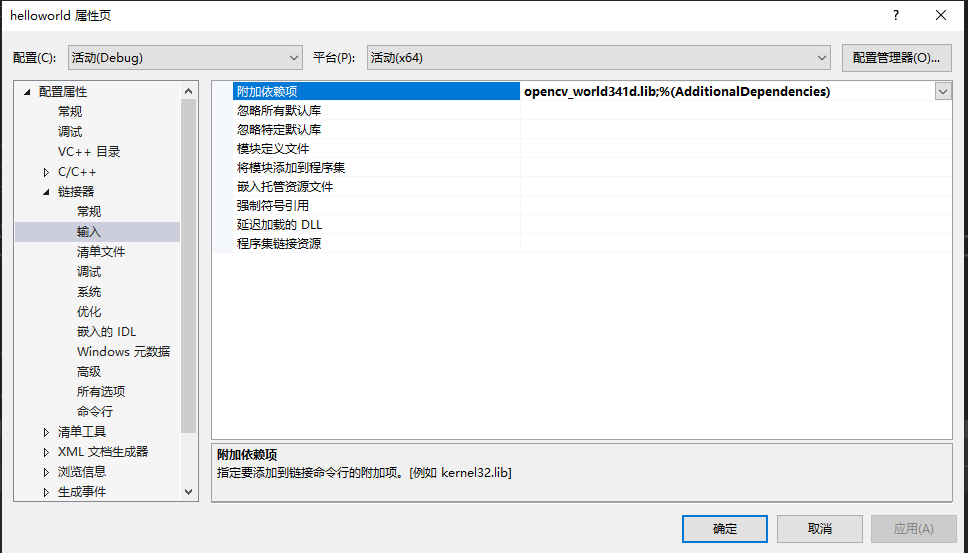 helloworld 属性页
?
配置(C): 活动(Debug) 平台(P): 活动(x64) 配置管理器(O)...
配置属性
常规
调试
VC++ 目录
C/C++
链接器
常规
输入
清单文件
调试
系统
优化
嵌入的 IDL
Windows 元数据
高级
所有选项
命令行
清单工具
XML 文档生成器
浏览信息
生成事件
附加依赖项 opencv_world341d.lib;%(AdditionalDependencies)
忽略所有默认库
忽略特定默认库
模块定义文件
将模块添加到程序集
嵌入托管资源文件
强制符号引用
延迟加载的 DLL
程序集链接资源
附加依赖项
指定要添加到链接命令行的附加项。[例如 kernel32.lib]
确定 取消 应用(A)